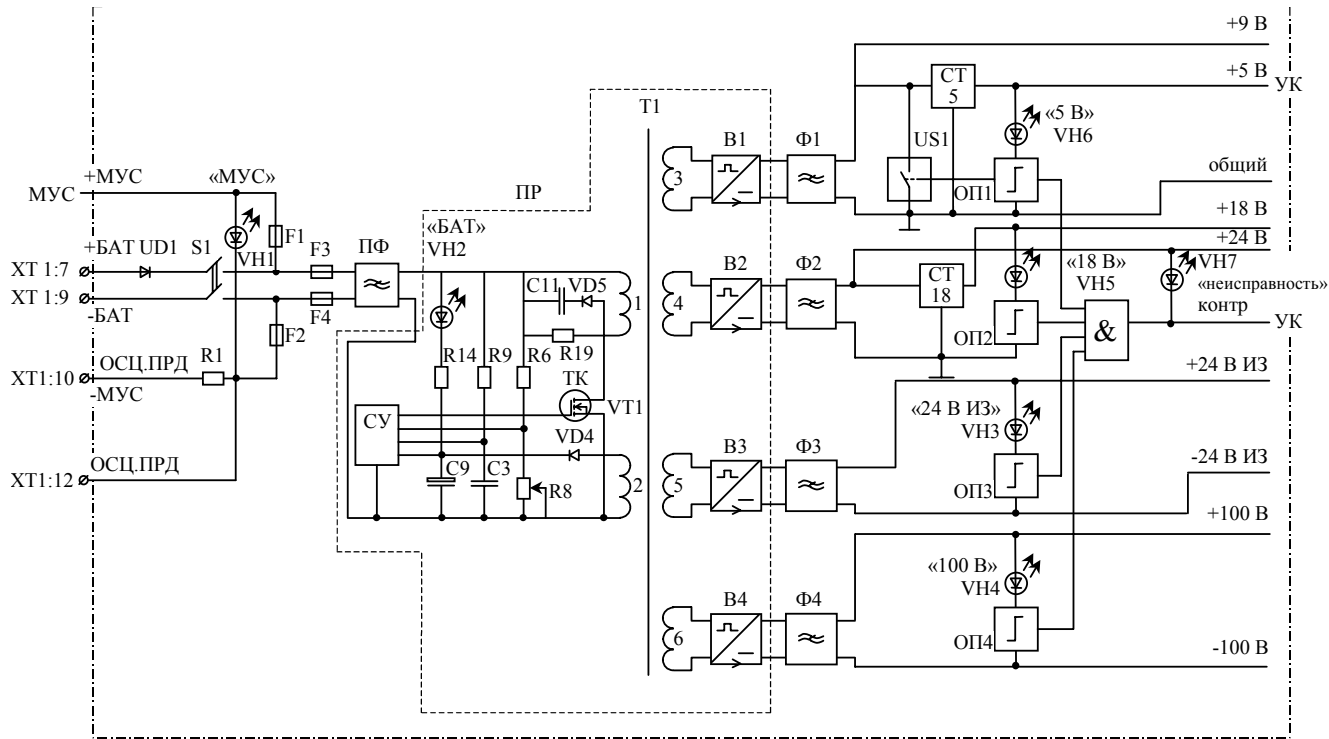 +9 В
СТ
5
+5 В
УК
Т1
«5 В»
VH6
US1
В1
Ф1
ОП1
общий
3
+МУС
«МУС»
МУС
ПР
+18 В
+24 В
«БАТ»
VH2
F1
+БАТ
UD1
S1
VH1
F3
ПФ
ХТ 1:7
ХТ 1:9
-БАТ
F4
F2
В2
Ф2
«18 В»
VH5
VH7
«неисправность»
контр
СТ
18
C11
VD5
1
4
ОП2
&
УК
ОСЦ.ПРД
R1
ХТ1:10
-МУС
R14
R9
R6
R19
ТК
VT1
+24 В ИЗ
«24 В ИЗ»
VH3
СУ
VD4
ОСЦ.ПРД
ХТ1:12
C9
C3
R8
2
В3
Ф3
5
ОП3
-24 В ИЗ
+100 В
«100 В»
VH4
В4
Ф4
6
ОП4
-100 В